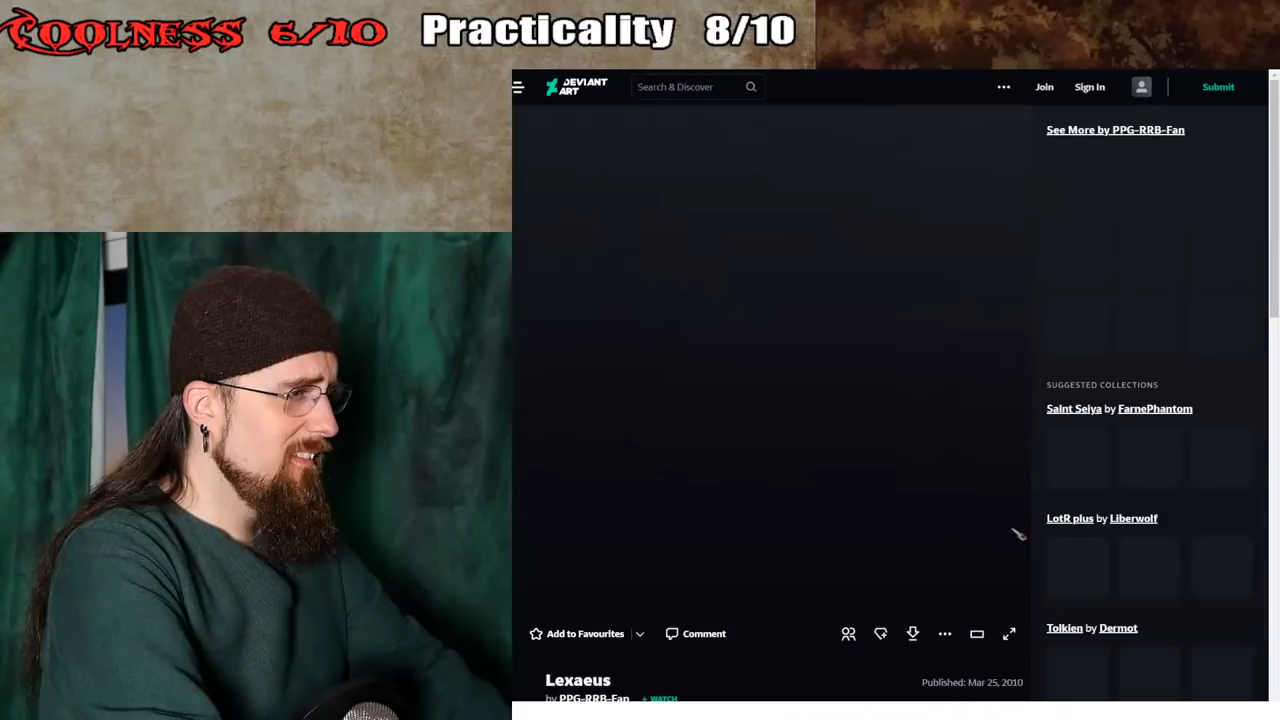 COOLNESS 6/10 Practicality 8/10
DEVIANT
ART
Search & Discover
Join
Sign In
Submit
See More by PPG-RRB-Fan
SUGGESTED COLLECTIONS
Saint Seiya by FarnePhantom
LotR plus by Liberwolf
Tolkien by Dermot
Add to Favourites
Comment
Lexaeus
Published: Mar 25, 2010
by PPG-RRB-Fan + WATCH